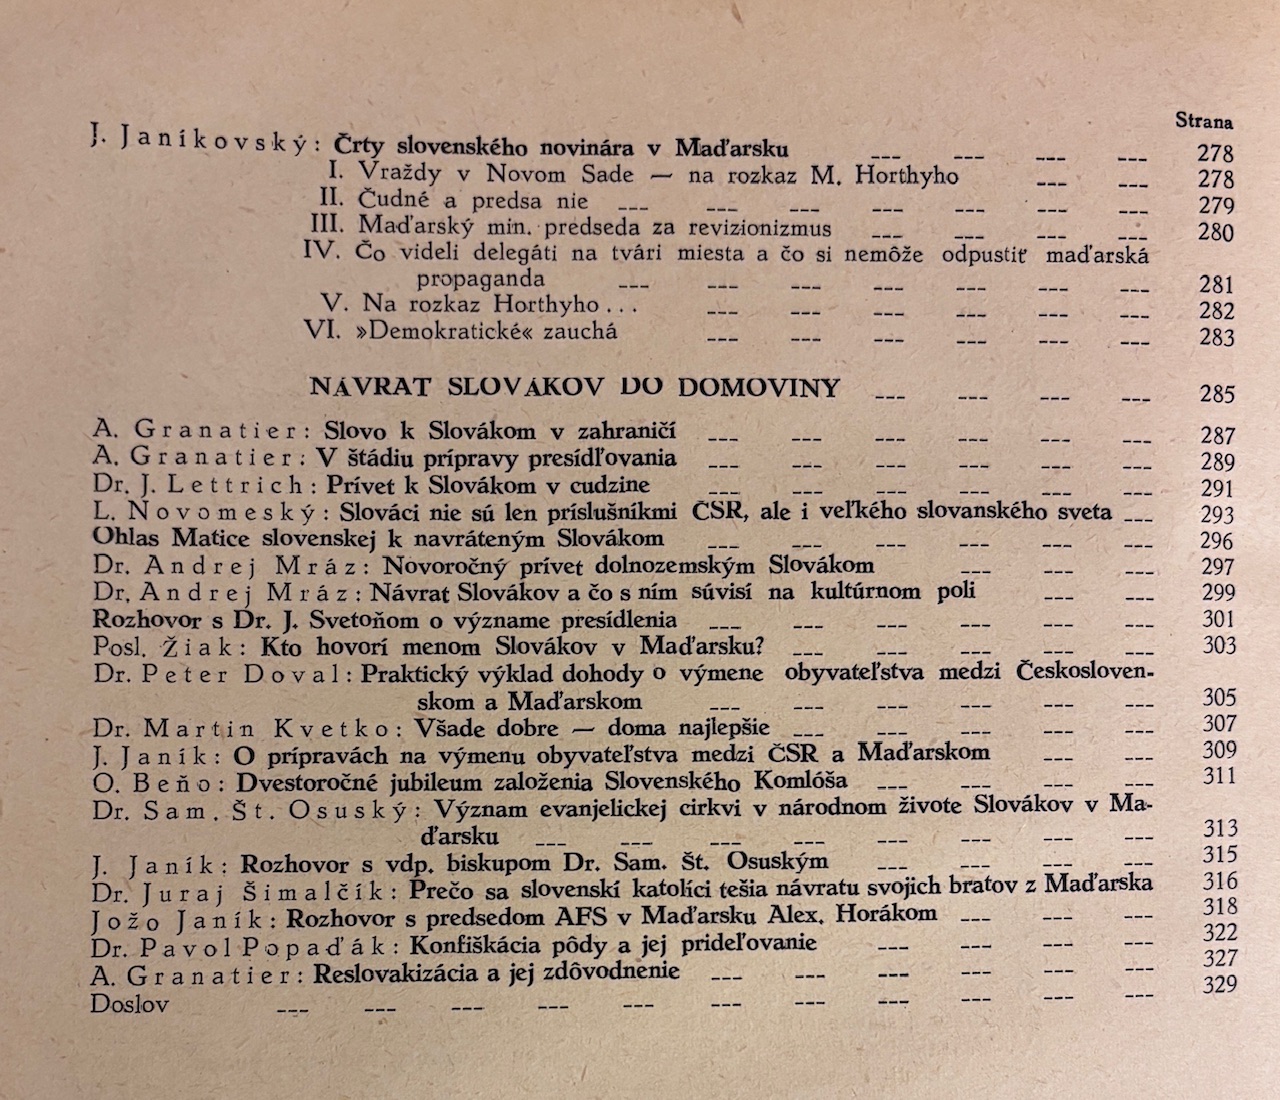 Strana
J. Janíkovský: Črty slovenského novinára v Maďarsku --- --- --- --- 278
I. Vraždy v Novom Sade — na rozkaz M. Horthyho --- --- 278
II. Čudné a predsa nie --- --- --- --- --- --- --- 279
III. Maďarský min. predseda za revizionizmus --- --- --- --- 280
IV. Čo videli delegáti na tvári miesta a čo si nemôže odpustiť maďarská
propaganda --- --- --- --- --- --- --- 281
V. Na rozkaz Horthyho . . . --- --- --- --- --- --- 282
VI. »Demokratické« zauchá --- --- --- --- --- --- 283
NÁVRAT SLOVÁKOV DO DOMOVINY --- --- --- --- 285
A. Granatier: Slovo k Slovákom v zahraničí --- --- --- --- --- --- 287
A. Granatier: V štádiu prípravy presídľovania --- --- --- --- --- --- 289
Dr. J. Lettrich: Prívet k Slovákom v cudzine --- --- --- --- --- --- 291
L. Novomeský: Slováci nie sú len príslušníkmi ČSR, ale i veľkého slovanského sveta --- 293
Ohlas Matice slovenskej k navráteným Slovákom --- --- --- --- --- --- 296
Dr. Andrej Mráz: Novoročný prívet dolnozemským Slovákom --- --- --- 297
Dr. Andrej Mráz: Návrat Slovákov a čo s ním súvisí na kultúrnom poli --- --- 299
Rozhovor s Dr. J. Svetoňom o význame presídlenia --- --- --- --- --- --- 301
Posl. Žiak: Kto hovorí menom Slovákov v Maďarsku? --- --- --- --- --- 303
Dr. Peter Doval: Praktický výklad dohody o výmene obyvateľstva medzi Českosloven-
skom a Maďarskom --- --- --- --- --- --- 305
Dr. Martin Kvetko: Všade dobre — doma najlepšie --- --- --- --- --- 307
J. Janík: O prípravách na výmenu obyvateľstva medzi ČSR a Maďarskom --- --- 309
O. Beňo: Dvestoročné jubileum založenia Slovenského Komlóša --- --- --- --- 311
Dr. Sam. Št. Osuský: Význam evanjelickej cirkvi v národnom živote Slovákov v Ma-
ďarsku --- --- --- --- --- --- --- --- 313
J. Janík: Rozhovor s vdp. biskupom Dr. Sam. Št. Osuským --- --- --- --- 315
Dr. Juraj Šimalčík: Prečo sa slovenskí katolíci tešia návratu svojich bratov z Maďarska 316
Jožo Janík: Rozhovor s predsedom AFS v Maďarsku Alex. Horákom --- --- --- 318
Dr. Pavol Popaďák: Konfiškácia pôdy a jej prideľovanie --- --- --- --- 322
A. Granatier: Reslovakizácia a jej zdôvodnenie --- --- --- --- --- --- 327
Doslov --- --- --- --- --- --- --- --- --- --- --- 329